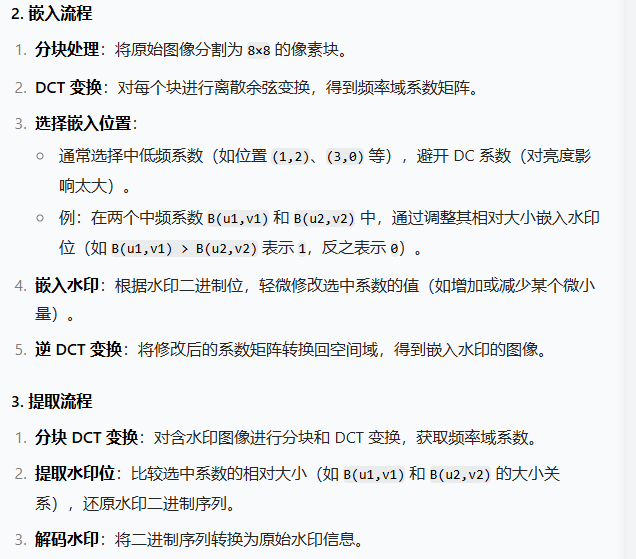 2. 嵌入流程
1. 分块处理：将原始图像分割为 8×8 的像素块。
2. DCT 变换：对每个块进行离散余弦变换，得到频率域系数矩阵。
3. 选择嵌入位置：
○ 通常选择中低频系数（如位置 (1,2)、(3,0) 等），避开 DC 系数（对亮度影
响太大）。
○ 例：在两个中频系数 B(u1,v1) 和 B(u2,v2) 中，通过调整其相对大小嵌入水印
位（如 B(u1,v1) > B(u2,v2) 表示 1，反之表示 0）。
4. 嵌入水印：根据水印二进制位，轻微修改选中系数的值（如增加或减少某个微小
量）。
5. 逆 DCT 变换：将修改后的系数矩阵转换回空间域，得到嵌入水印的图像。
3. 提取流程
1. 分块 DCT 变换：对含水印图像进行分块和 DCT 变换，获取频率域系数。
2. 提取水印位：比较选中系数的相对大小（如 B(u1,v1) 和 B(u2,v2) 的大小关
系），还原水印二进制序列。
3. 解码水印：将二进制序列转换为原始水印信息。